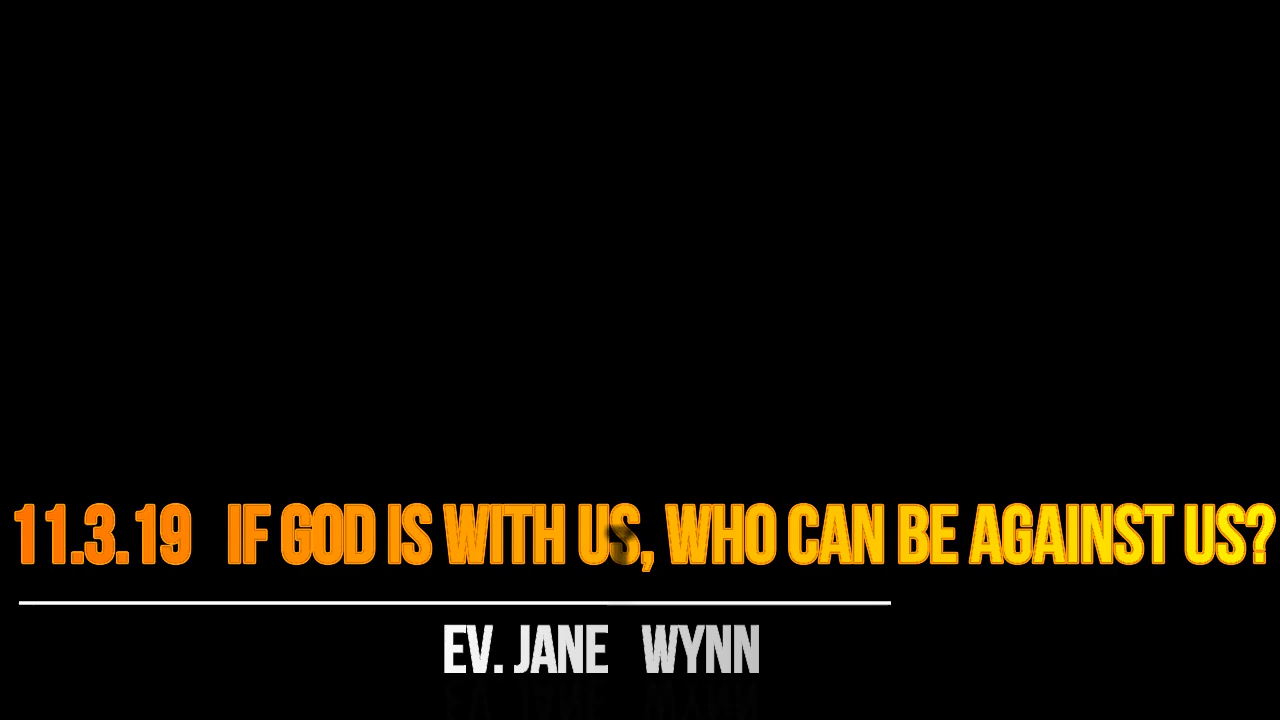 11.3.19 IF GOD IS WITH US, WHO CAN BE AGAINST US?
EV. JANE WYNN